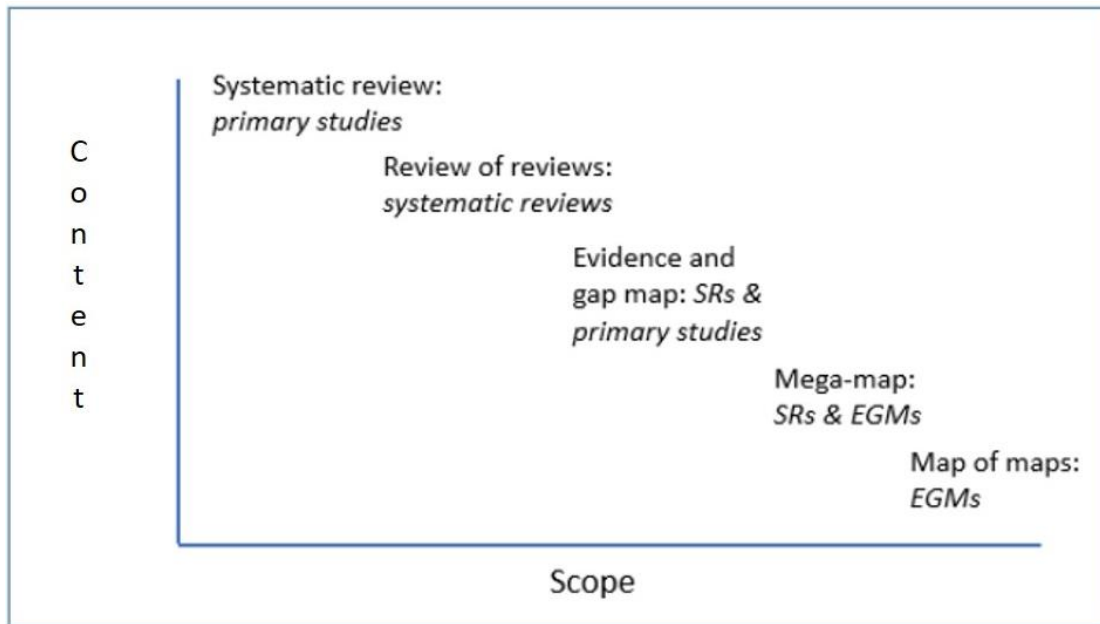 Systematic review:
primary studies
Content
Review of reviews:
systematic reviews
Evidence and
gap map: SRs &
primary studies
Mega-map:
SRs & EGMs
Map of maps:
EGMs
Scope